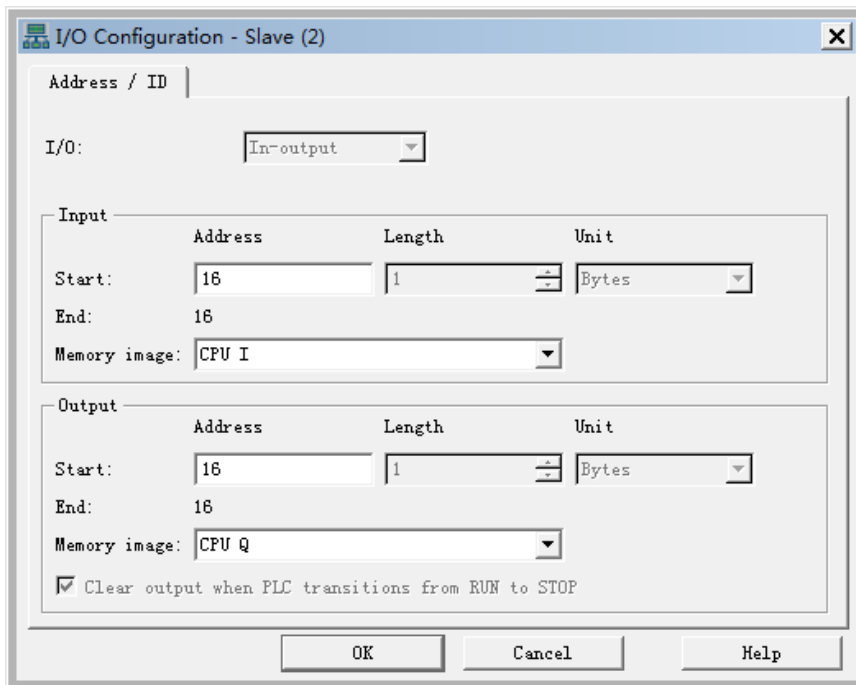 I/O Configuration - Slave (2)
Address / ID
I/O: In-output
Input
Address Length Unit
Start: 16 1 Bytes
End: 16
Memory image: CPU I
Output
Address Length Unit
Start: 16 1 Bytes
End: 16
Memory image: CPU Q
Clear output when PLC transitions from RUN to STOP
OK Cancel Help